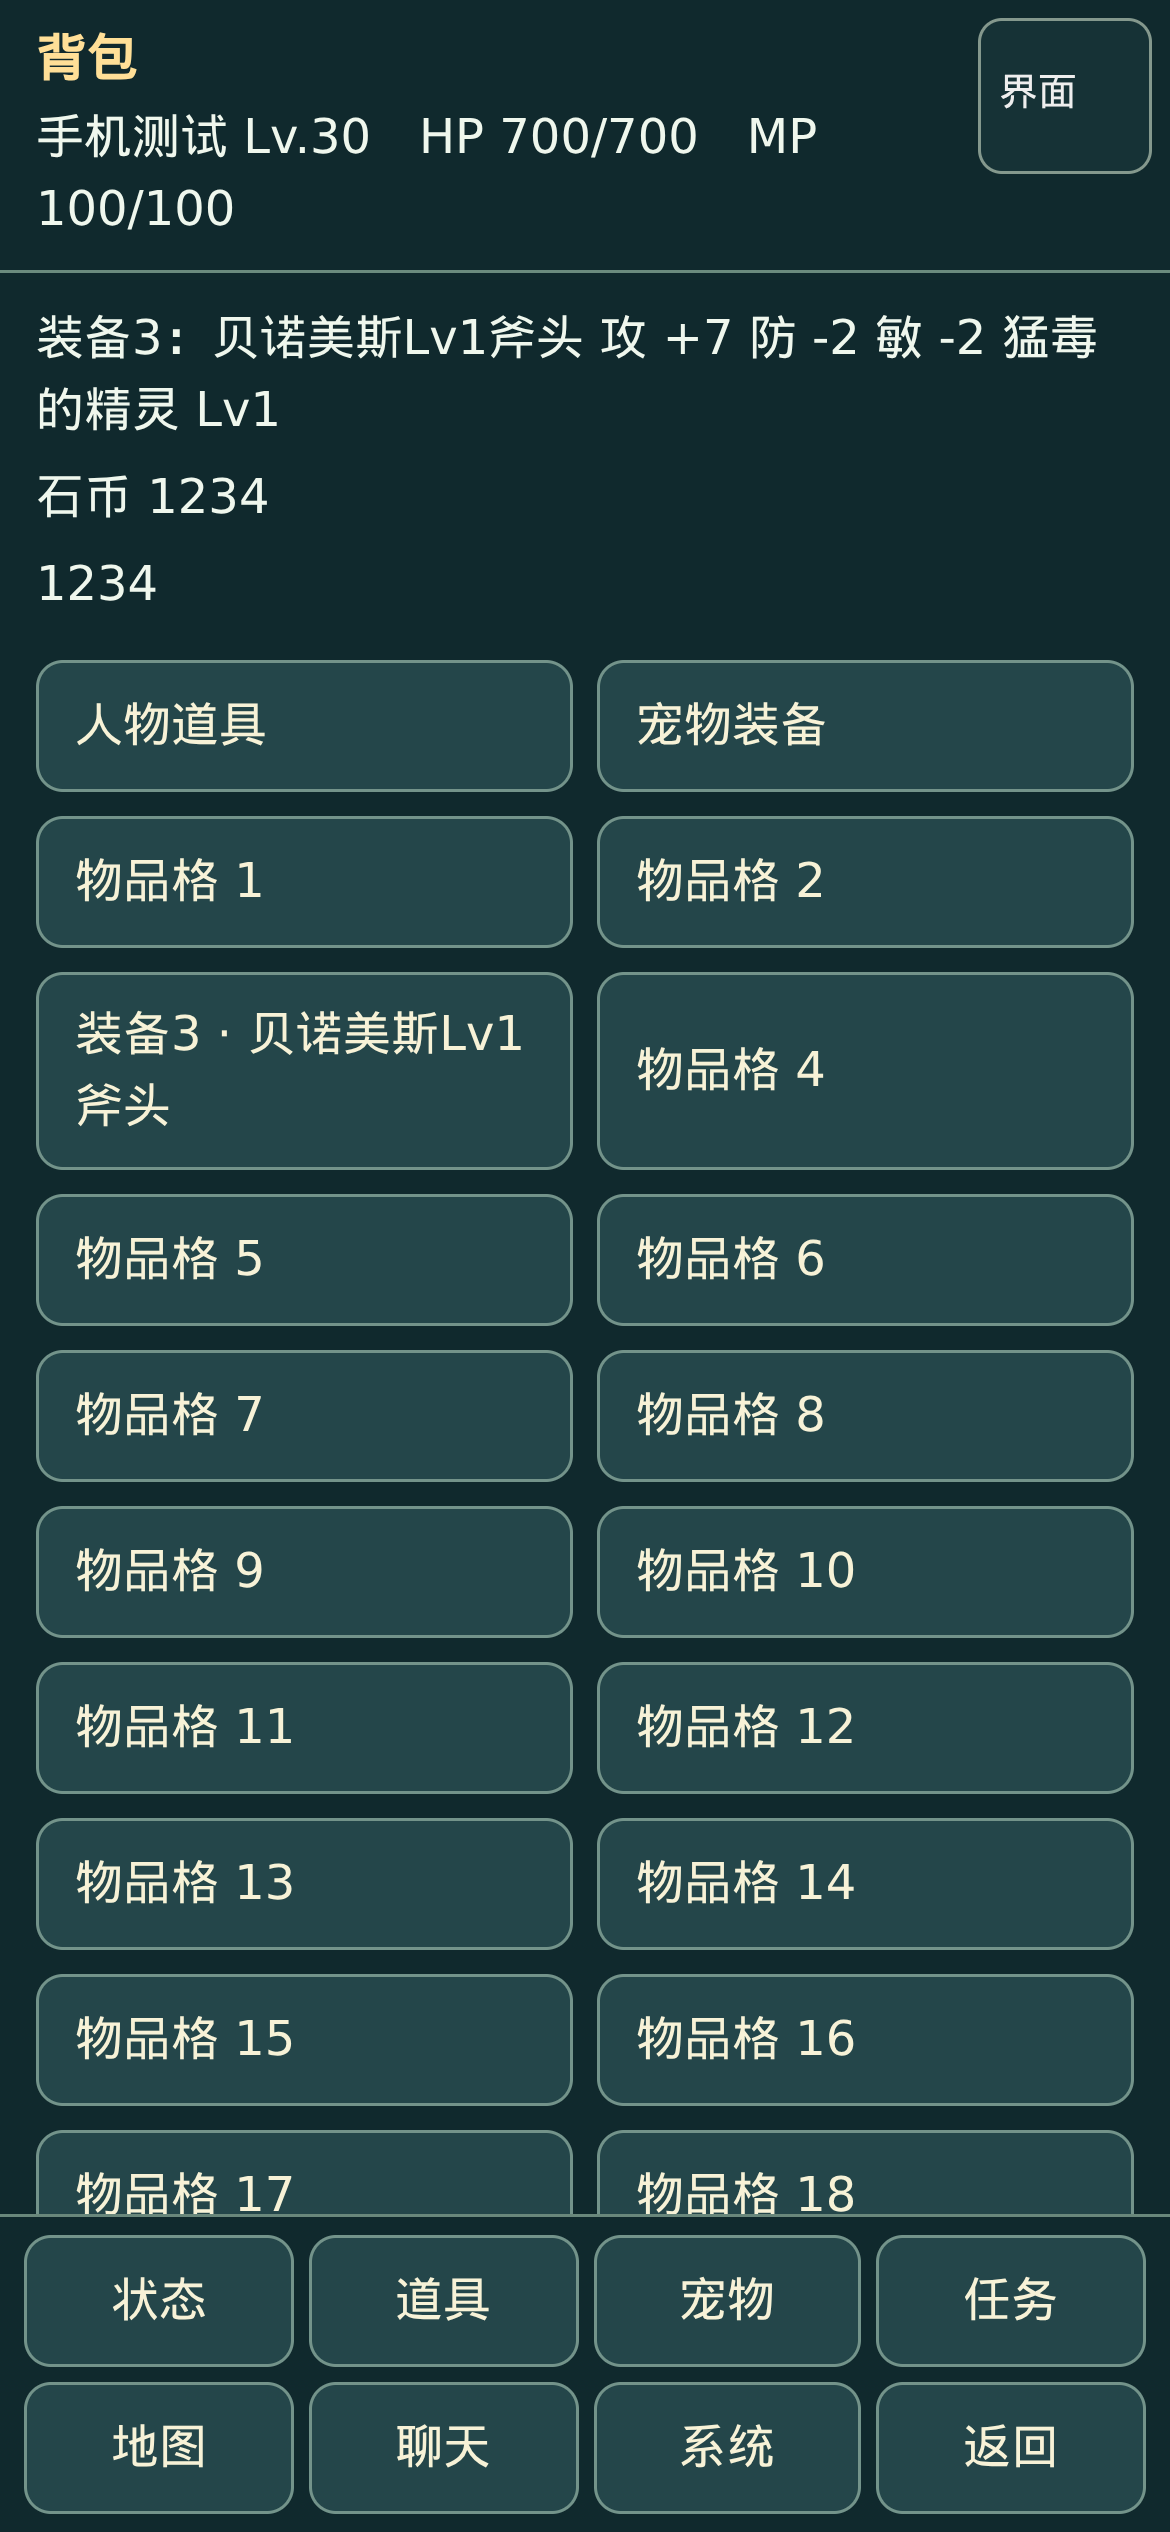 背包
界面
手机测试 Lv.30 HP 700/700 MP
100/100
装备3：贝诺美斯Lv1斧头 攻 +7 防 -2 敏 -2 猛毒
的精灵 Lv1
石币 1234
1234
人物道具
宠物装备
物品格 1
物品格 2
装备3 · 贝诺美斯Lv1
斧头
物品格 4
物品格 5
物品格 6
物品格 7
物品格 8
物品格 9
物品格 10
物品格 11
物品格 12
物品格 13
物品格 14
物品格 15
物品格 16
物品格 17
物品格 18
状态
道具
宠物
任务
地图
聊天
系统
返回